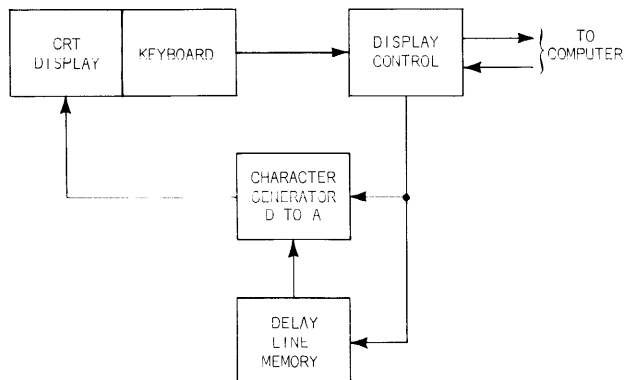 CRT
DISPLAY
KEYBOARD
DISPLAY
CONTROL
TO
COMPUTER
CHARACTER
GENERATOR
D TO A
DELAY
LINE
MEMORY